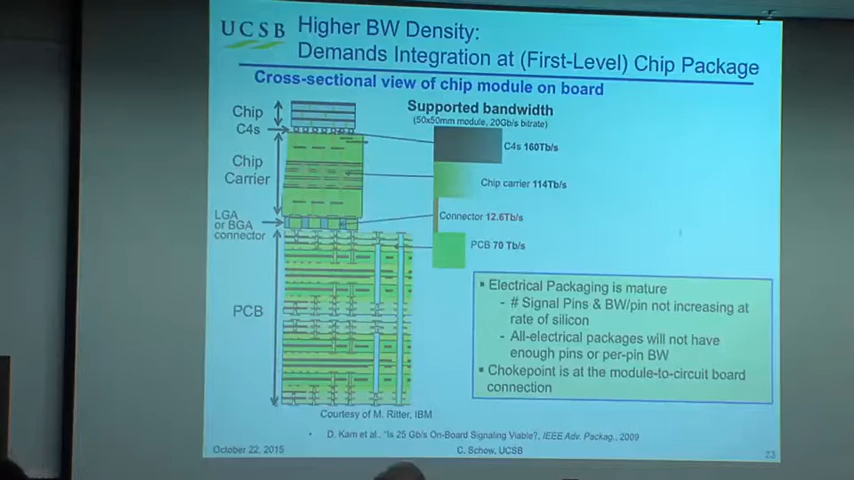 UCSB
Higher BW Density:
Demands Integration at (First-Level) Chip Package
Cross-sectional view of chip module on board
Chip
C4s
Chip
Carrier
LGA
or BGA
connector
PCB
Supported bandwidth
(50x50mm module, 20Gb/s bitrate)
C4s 160Tb/s
Chip carrier 114Tb/s
Connector 12.6Tb/s
PCB 70 Tb/s
▪ Electrical Packaging is mature
- # Signal Pins & BW/pin not increasing at
rate of silicon
- All-electrical packages will not have
enough pins or per-pin BW
▪ Chokepoint is at the module-to-circuit board
connection
Courtesy of M. Ritter, IBM
• D. Kam et al., "Is 25 Gb/s On-Board Signaling Viable?, IEEE Adv. Packag., 2009
October 22, 2015
C. Schow, UCSB
23